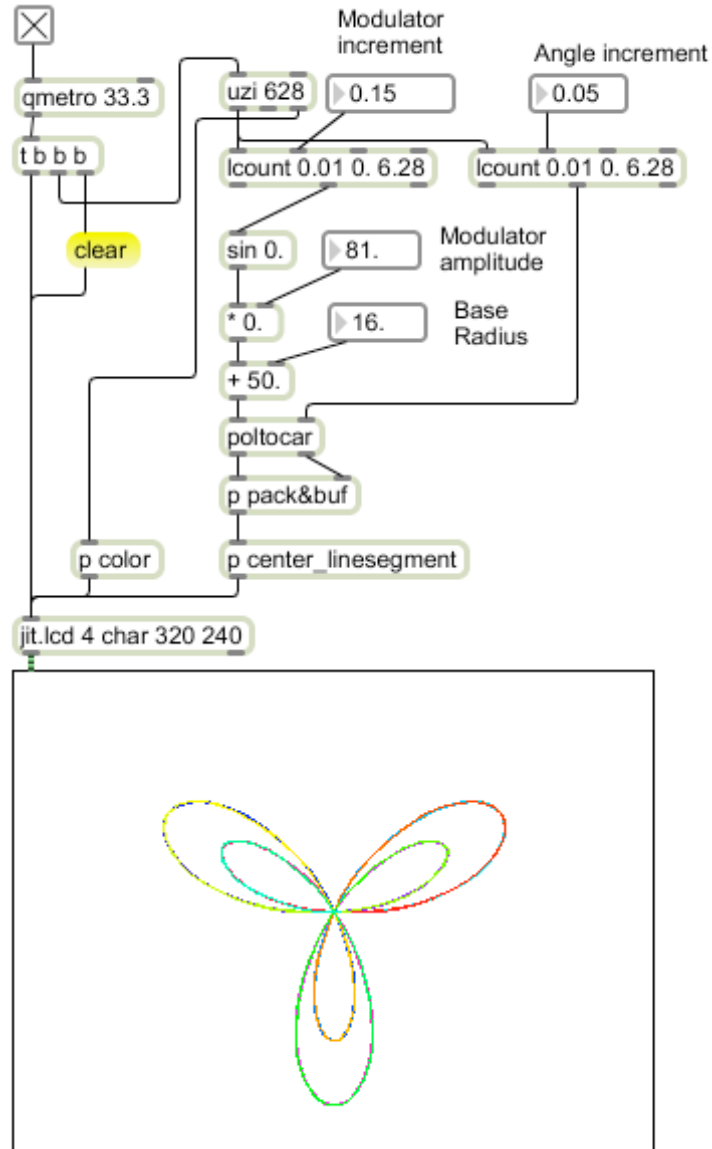 Modulator
increment
Angle increment
qmetro 33.3
uzi 628
0.15
0.05
t b b b
lcount 0.01 0. 6.28
lcount 0.01 0. 6.28
clear
sin 0.
81.
Modulator
amplitude
* 0.
16.
Base
Radius
+ 50.
poltocar
p pack&buf
p color
p center_linesegment
jit.lcd 4 char 320 240